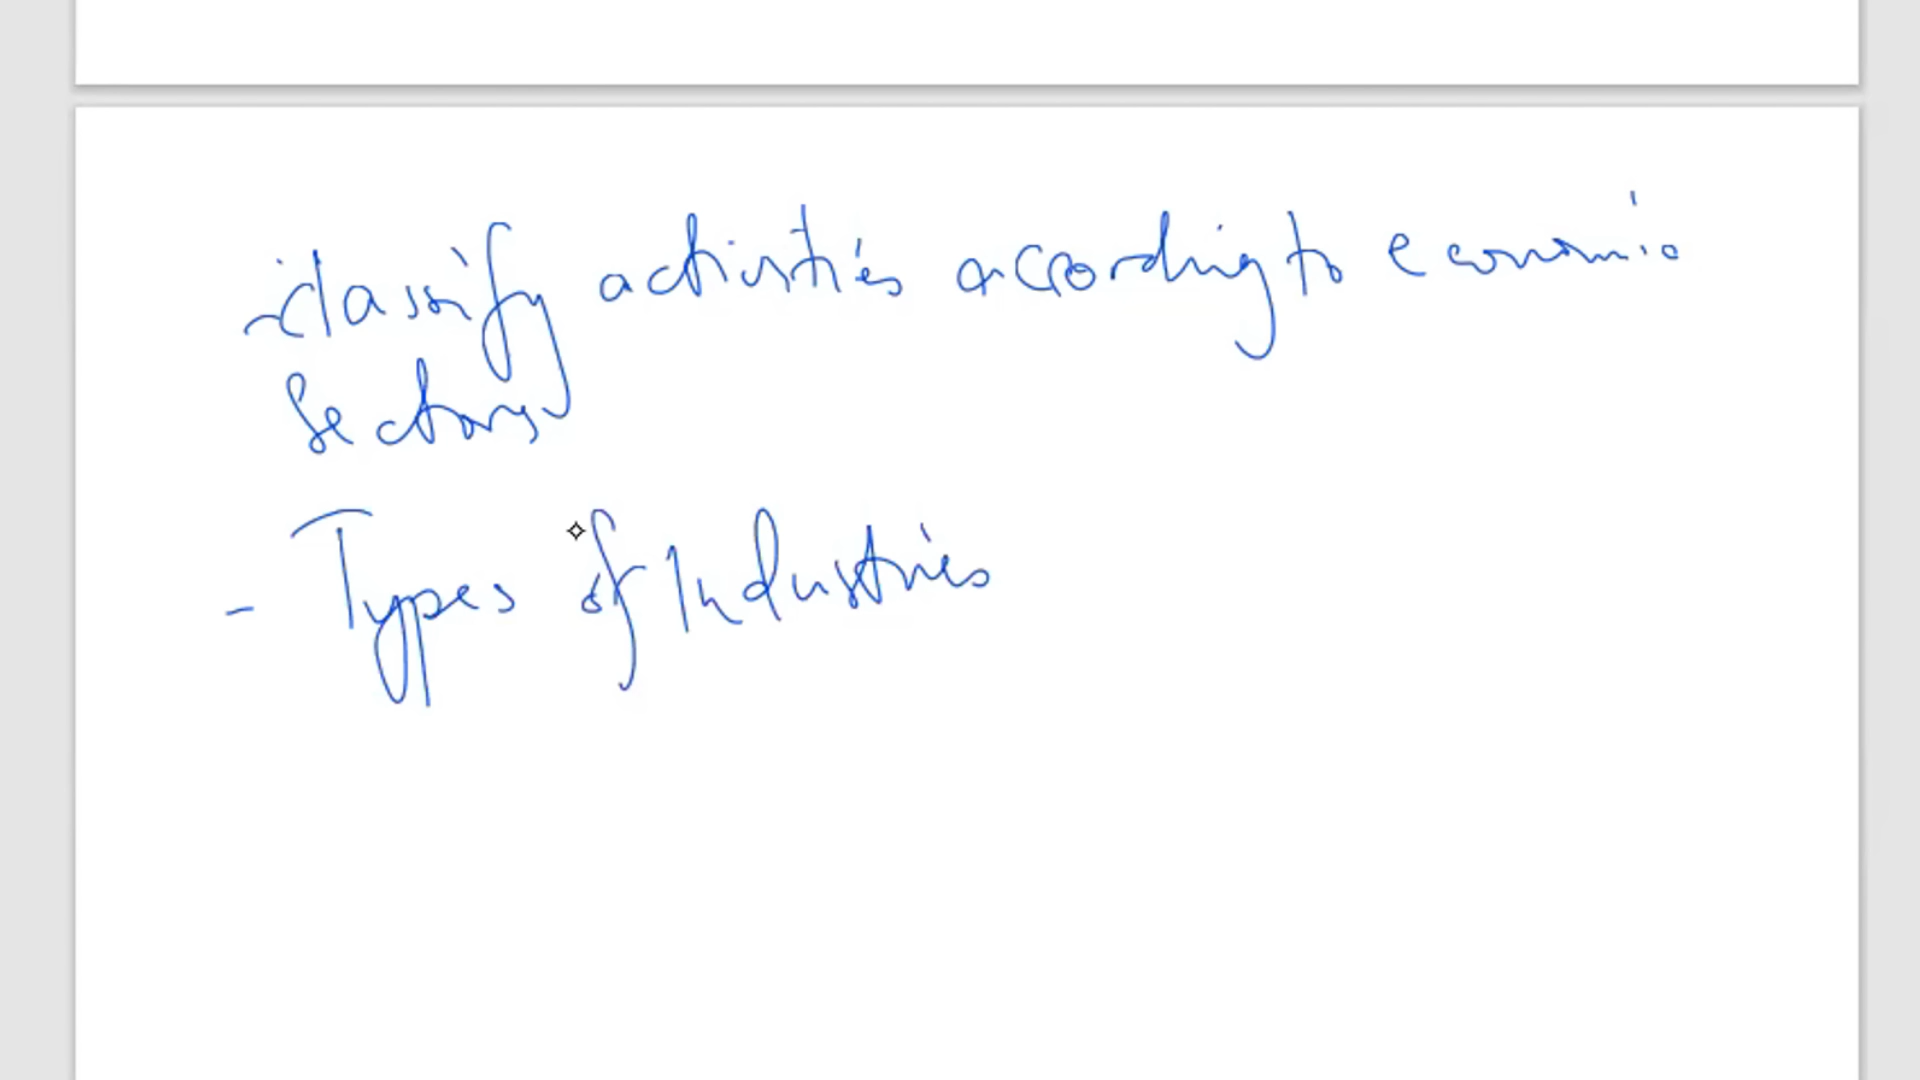 - classify activities according to economic
sectors
- Types of Industries